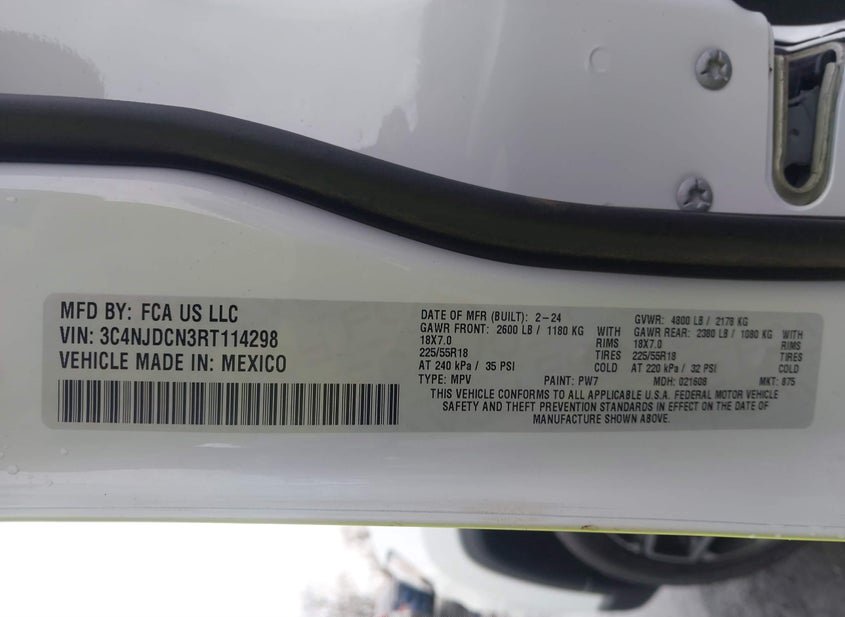 MFD BY: FCA US LLC
VIN: 3C4NJDCN3RT114298
VEHICLE MADE IN: MEXICO
DATE OF MFR (BUILT): 2-24
GVWR: 4800 LB / 2178 KG
GAWR FRONT: 2600 LB / 1180 KG WITH
GAWR REAR: 2380 LB / 1080 KG WITH
18X7.0 RIMS
18X7.0 RIMS
225/55R18 TIRES
225/55R18 TIRES
AT 240 kPa / 35 PSI COLD
AT 220 kPa / 32 PSI COLD
TYPE: MPV PAINT: PW7 MDH: 021608 MKT: 875
THIS VEHICLE CONFORMS TO ALL APPLICABLE U.S.A. FEDERAL MOTOR VEHICLE
SAFETY AND THEFT PREVENTION STANDARDS IN EFFECT ON THE DATE OF
MANUFACTURE SHOWN ABOVE.